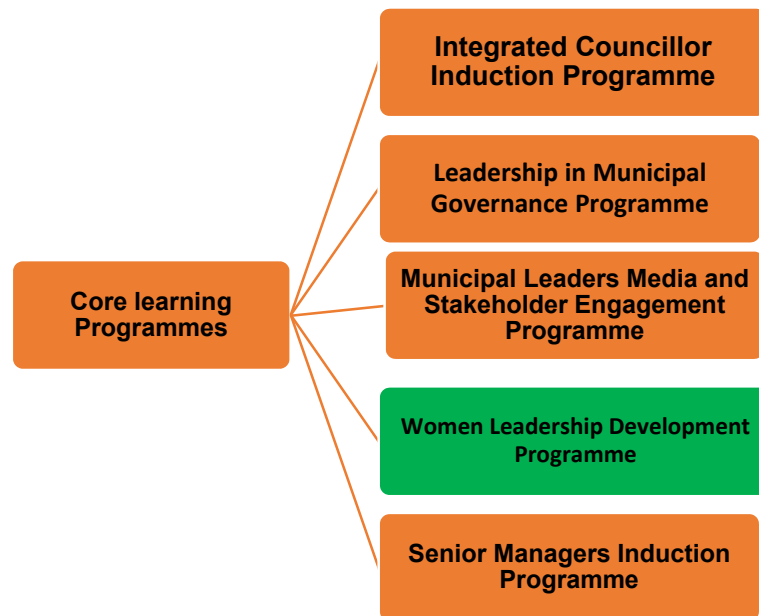 Integrated Councillor
Induction Programme
Leadership in Municipal
Governance Programme
Core learning
Programmes
Municipal Leaders Media and
Stakeholder Engagement
Programme
Women Leadership Development
Programme
Senior Managers Induction
Programme